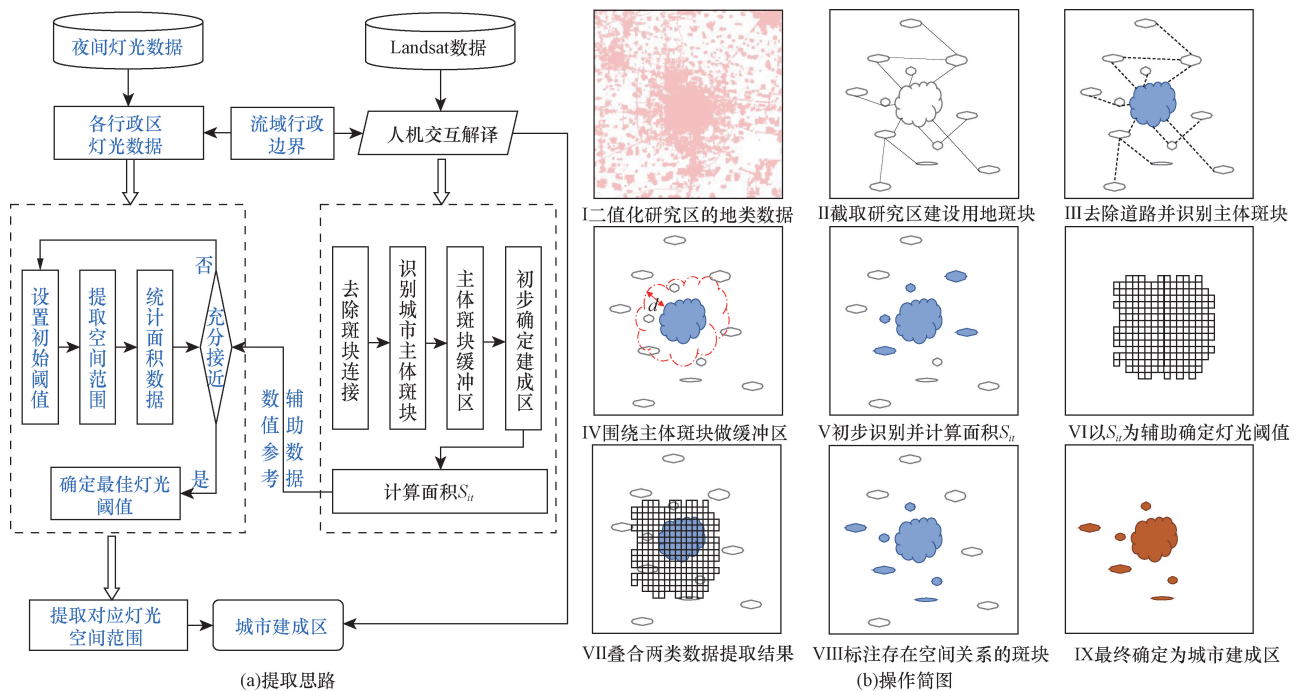 夜间灯光数据
Landsat数据
各行政区
灯光数据
流域行政
边界
人机交互解译
否
设置初始阈值
提取空间范围
统计面积数据
充分接近
是
确定最佳灯光
阈值
去除斑块连接
识别城市主体斑块
主体斑块缓冲区
初步确定建成区
辅助数据
数值参考
计算面积Sit
提取对应灯光
空间范围
城市建成区
(a)提取思路
I二值化研究区的地类数据
II截取研究区建设用地斑块
III去除道路并识别主体斑块
d
IV围绕主体斑块做缓冲区
V初步识别并计算面积Sit
VI以Sit为辅助确定灯光阈值
VII叠合两类数据提取结果
VIII标注存在空间关系的斑块
IX最终确定为城市建成区
(b)操作简图